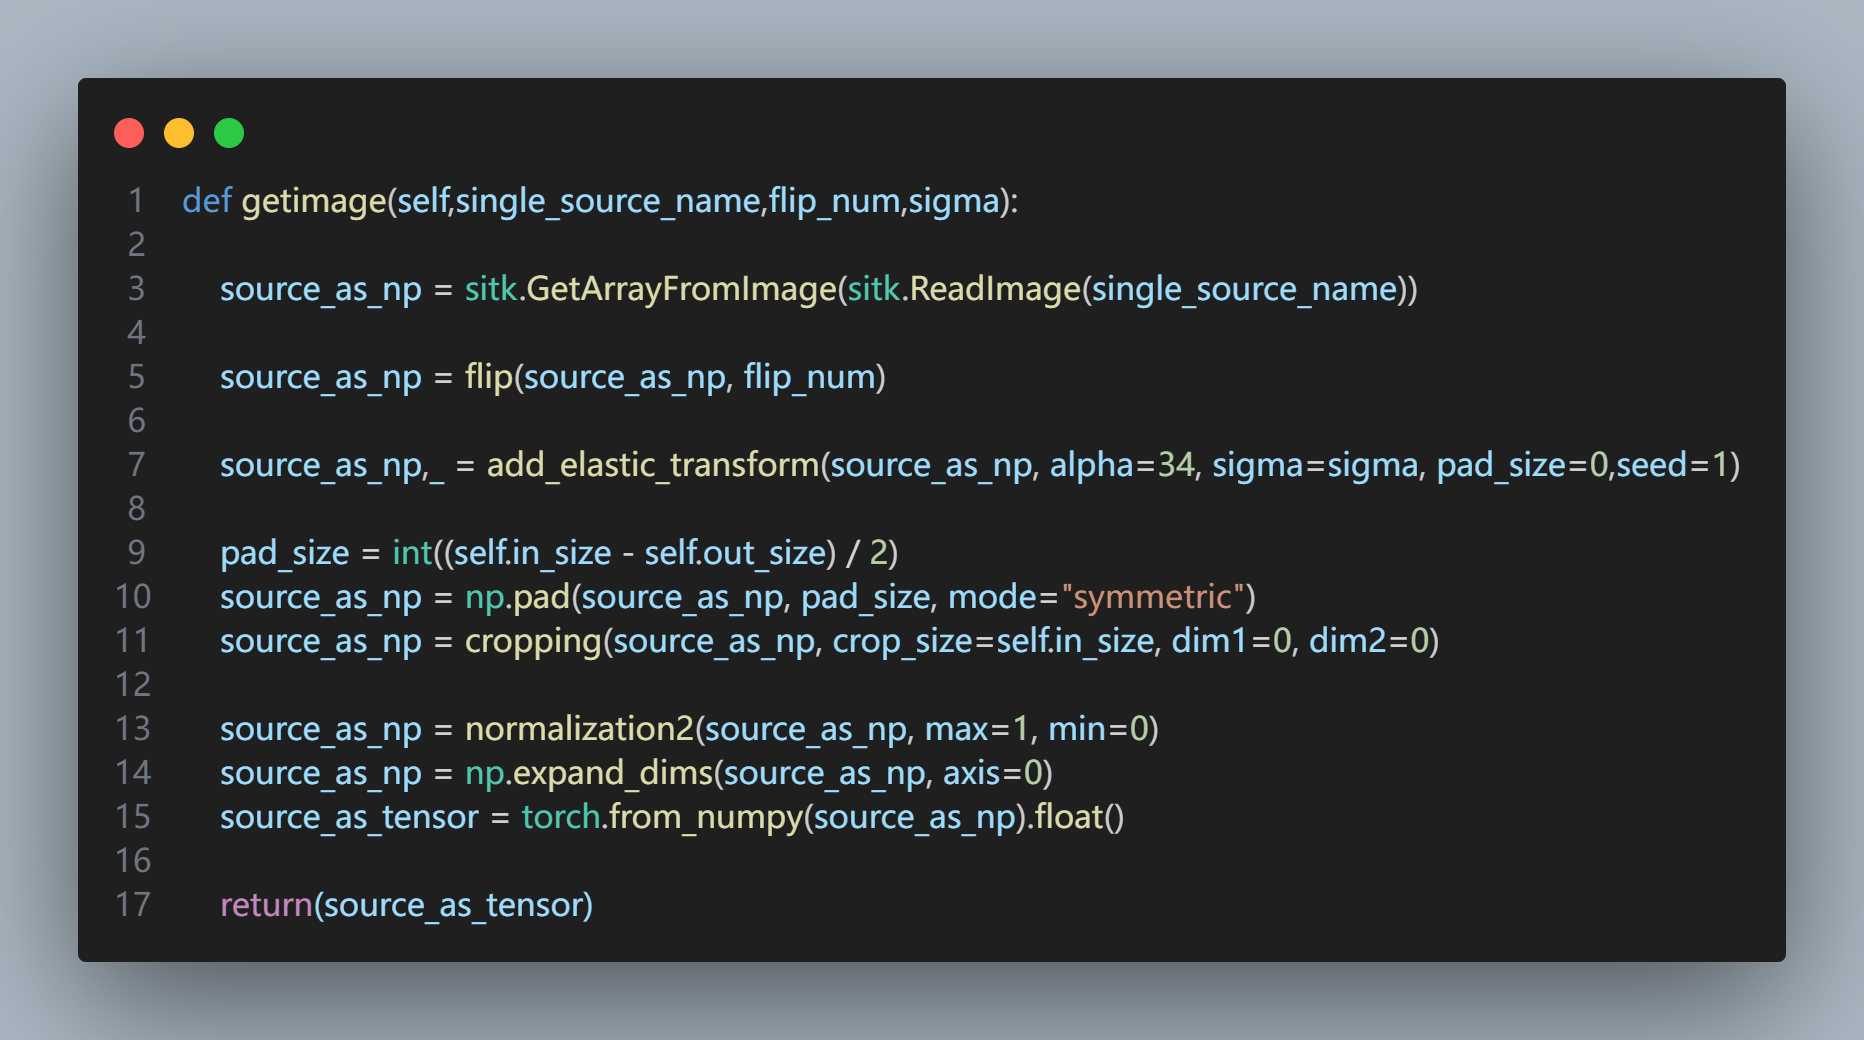 1 def getimage(self,single_source_name,flip_num,sigma):
2
3 source_as_np = sitk.GetArrayFromImage(sitk.ReadImage(single_source_name))
4
5 source_as_np = flip(source_as_np, flip_num)
6
7 source_as_np,_ = add_elastic_transform(source_as_np, alpha=34, sigma=sigma, pad_size=0,seed=1)
8
9 pad_size = int((self.in_size - self.out_size) / 2)
10 source_as_np = np.pad(source_as_np, pad_size, mode="symmetric")
11 source_as_np = cropping(source_as_np, crop_size=self.in_size, dim1=0, dim2=0)
12
13 source_as_np = normalization2(source_as_np, max=1, min=0)
14 source_as_np = np.expand_dims(source_as_np, axis=0)
15 source_as_tensor = torch.from_numpy(source_as_np).float()
16
17 return(source_as_tensor)